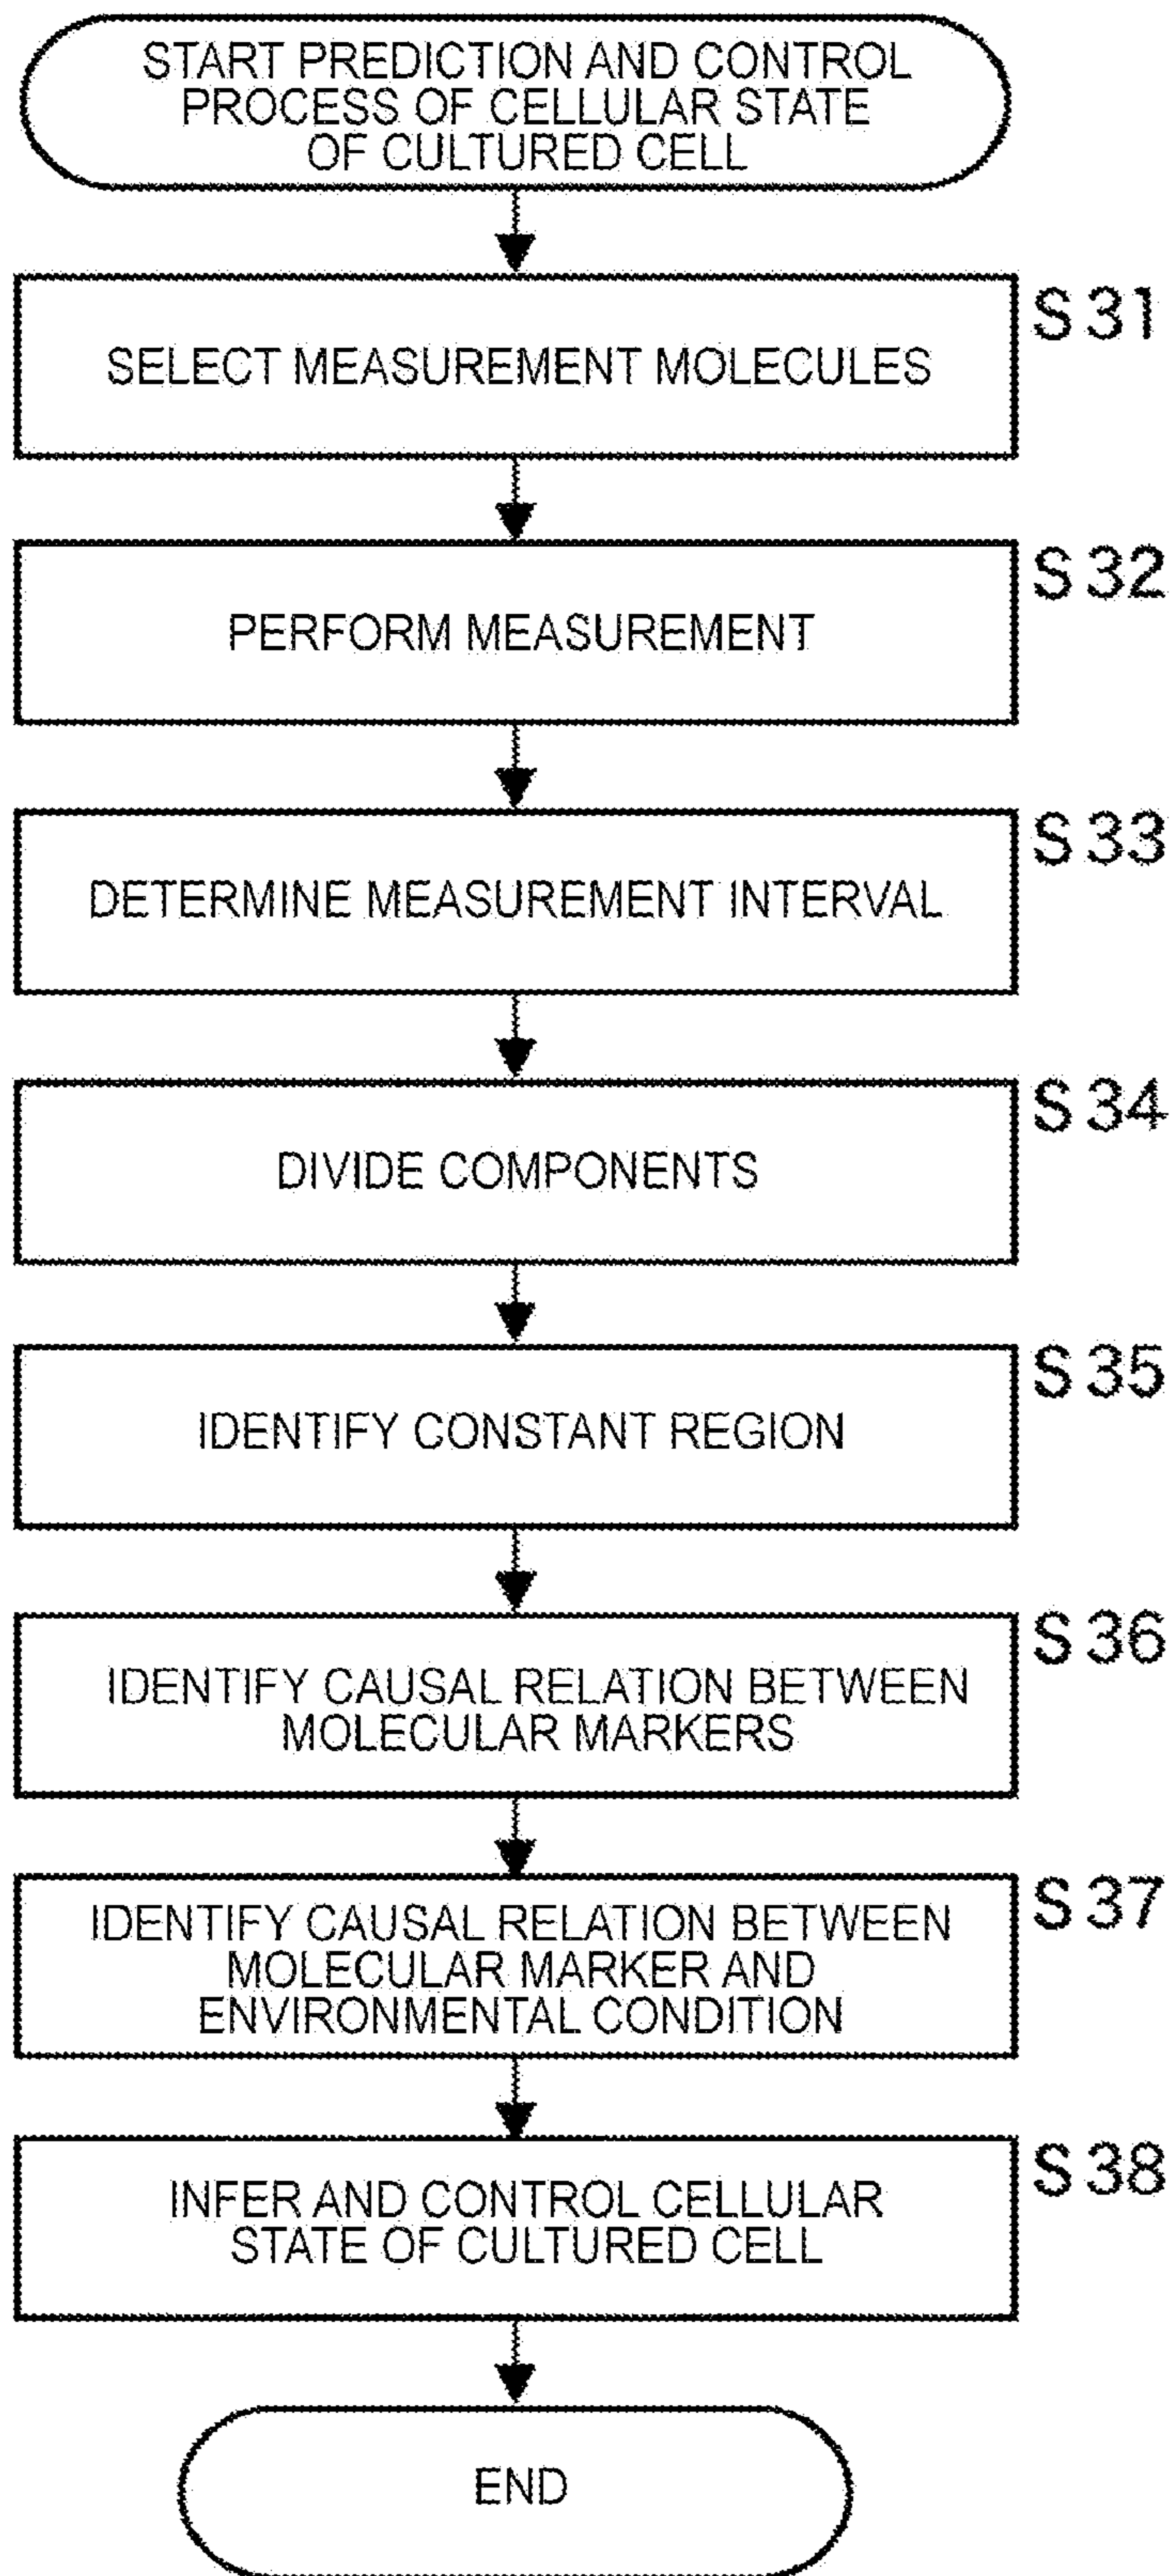 START PREDICTION AND CONTROL
PROCESS OF CELLULAR STATE
OF CULTURED CELL
S31
SELECT MEASUREMENT MOLECULES
S32
PERFORM MEASUREMENT
S33
DETERMINE MEASUREMENT INTERVAL
S34
DIVIDE COMPONENTS
S35
IDENTIFY CONSTANT REGION
S36
IDENTIFY CAUSAL RELATION BETWEEN
MOLECULAR MARKERS
S37
IDENTIFY CAUSAL RELATION BETWEEN
MOLECULAR MARKER AND
ENVIRONMENTAL CONDITION
S38
INFER AND CONTROL CELLULAR
STATE OF CULTURED CELL
END